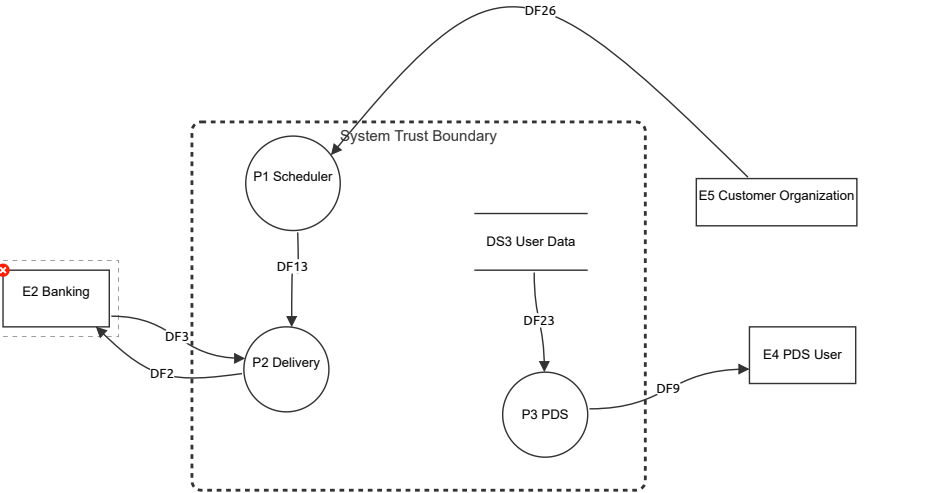 DF26
System Trust Boundary
P1 Scheduler
E5 Customer Organization
DS3 User Data
DF13
E2 Banking
DF23
DF3
E4 PDS User
P2 Delivery
DF2
DF9
P3 PDS